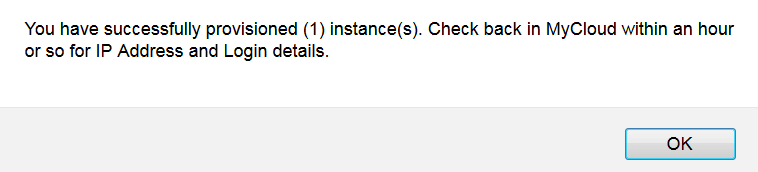 You have successfully provisioned (1) instance(s). Check back in MyCloud within an hour
or so for IP Address and Login details.
OK